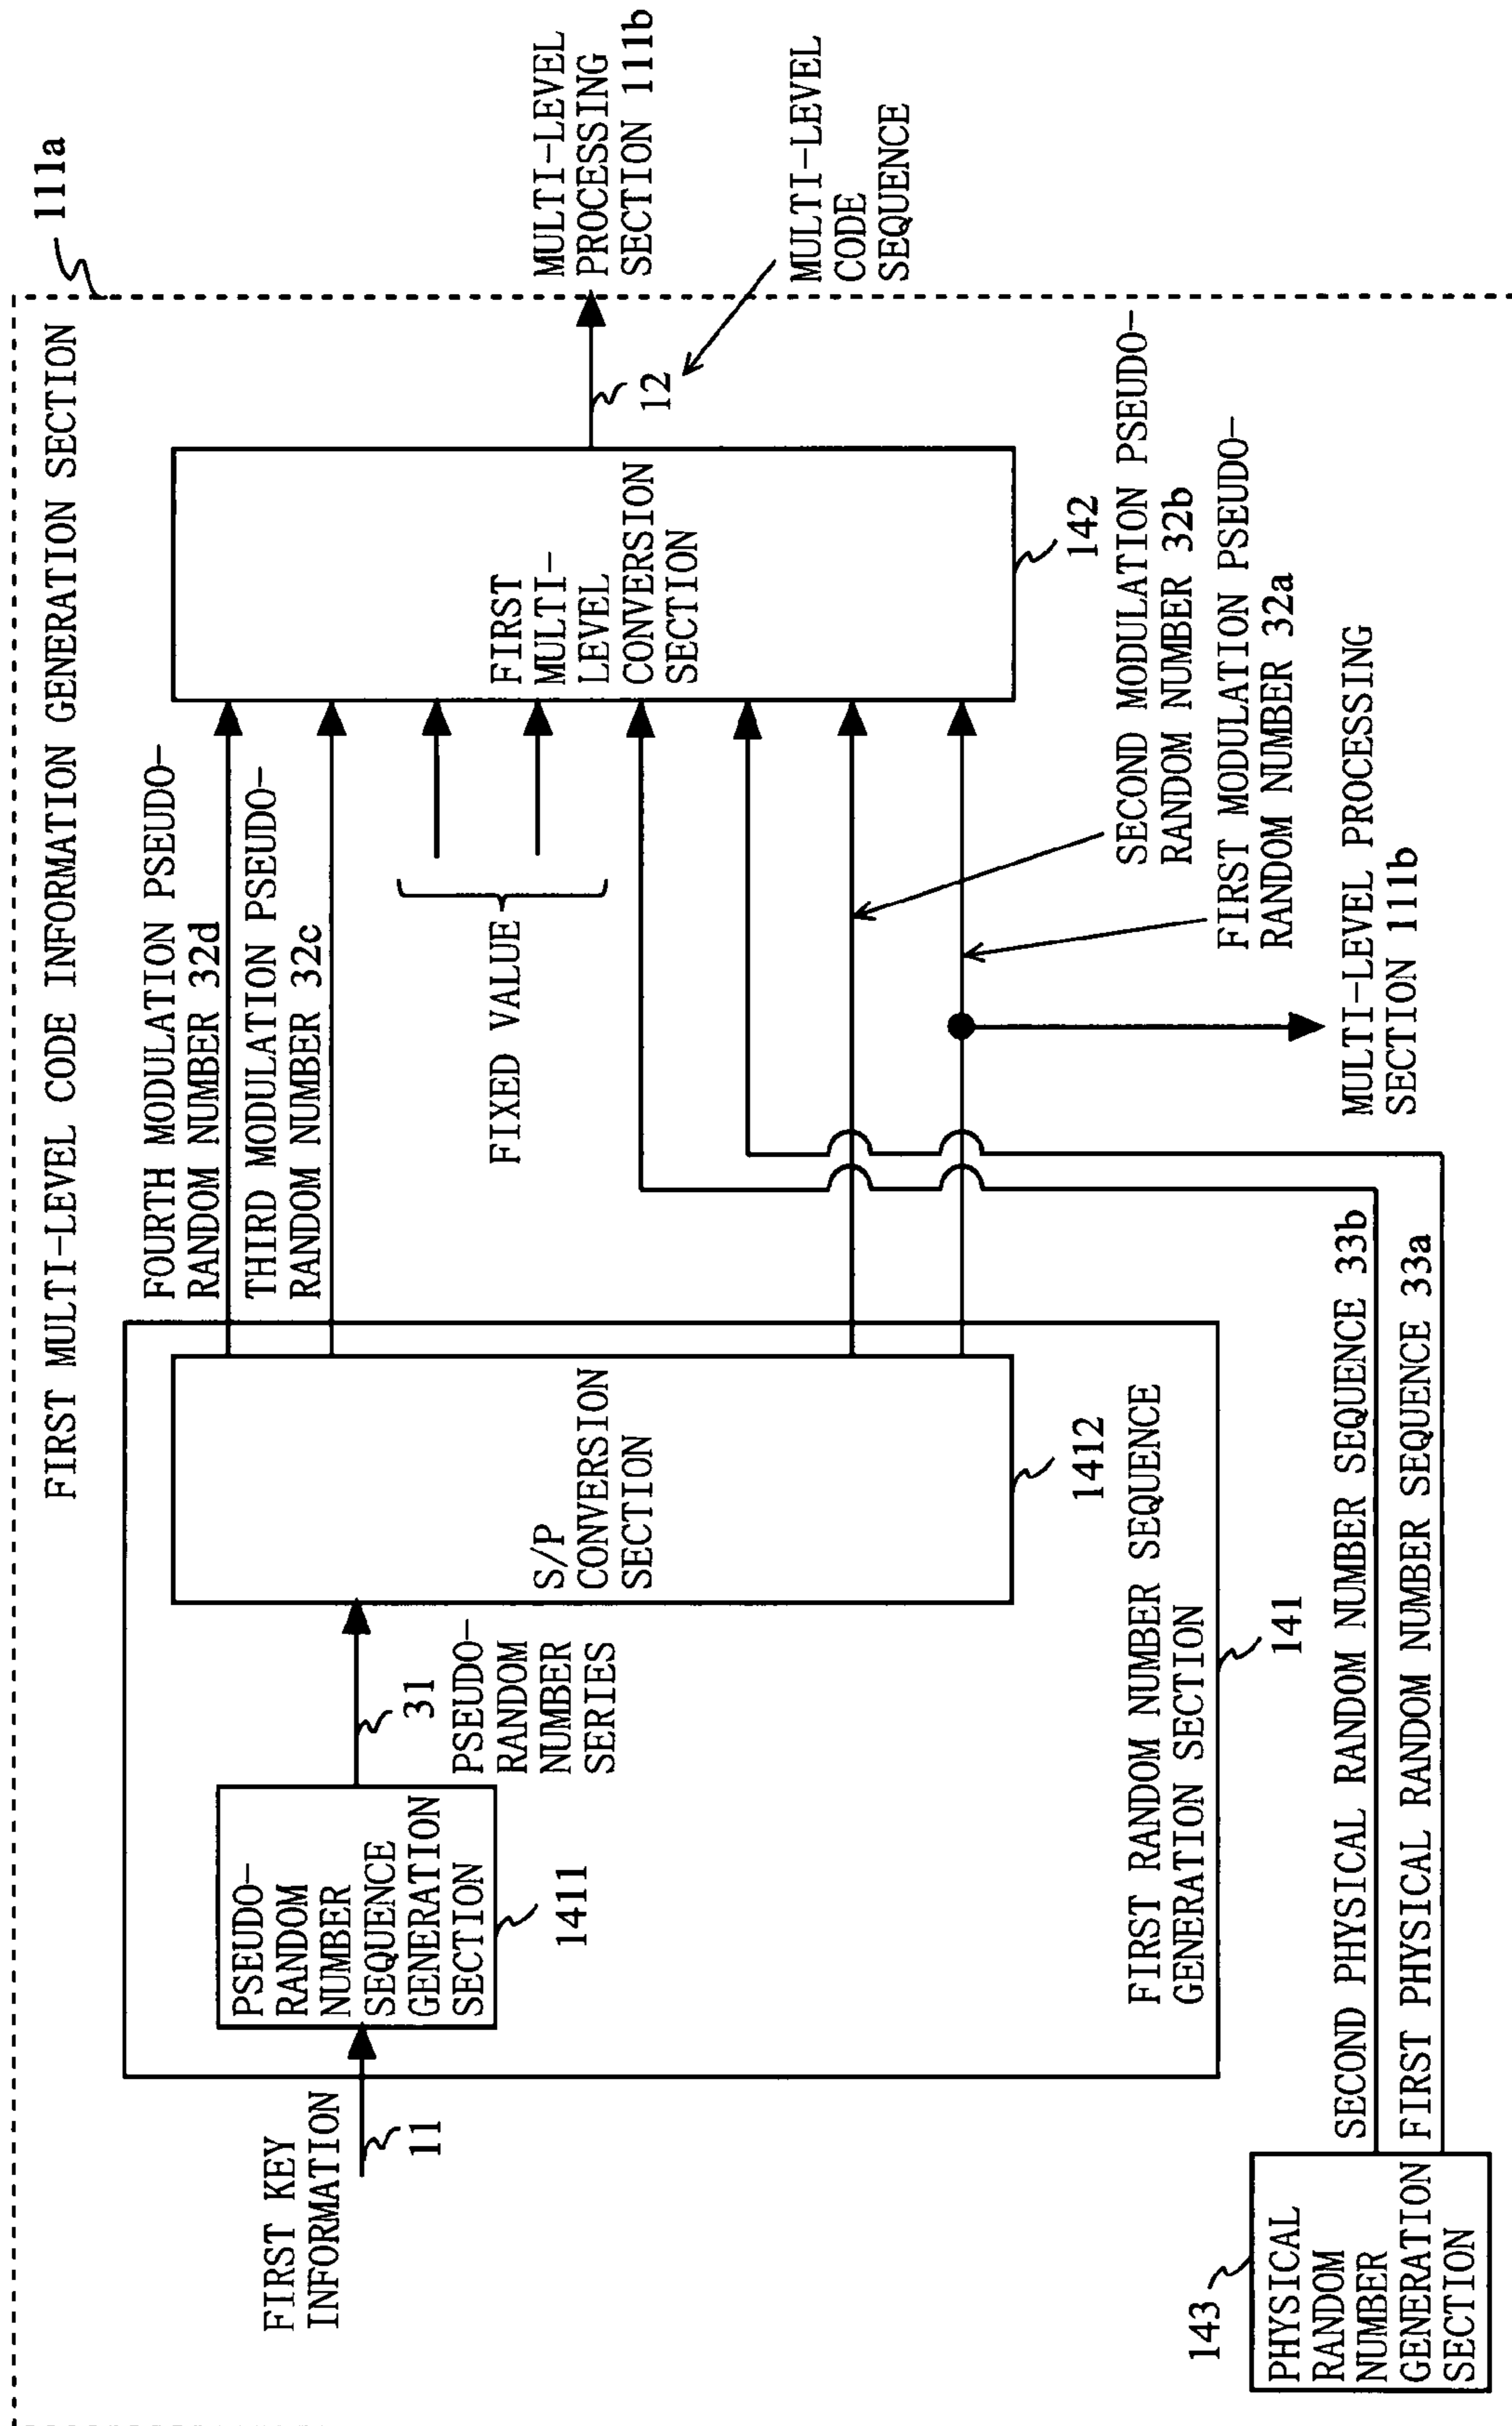 111a
FIRST MULTI-LEVEL CODE INFORMATION GENERATION SECTION
FIRST KEY
INFORMATION
11
PSEUDO-
RANDOM
NUMBER
SEQUENCE
GENERATION
SECTION
1411
31
PSEUDO-
RANDOM
NUMBER
SERIES
S/P
CONVERSION
SECTION
1412
FIRST RANDOM NUMBER SEQUENCE
GENERATION SECTION
141
FOURTH MODULATION PSEUDO-
RANDOM NUMBER 32d
THIRD MODULATION PSEUDO-
RANDOM NUMBER 32c
FIXED VALUE
FIRST
MULTI-
LEVEL
CONVERSION
SECTION
142
12
MULTI-LEVEL
PROCESSING
SECTION 111b
MULTI-LEVEL
CODE
SEQUENCE
SECOND MODULATION PSEUDO-
RANDOM NUMBER 32b
FIRST MODULATION PSEUDO-
RANDOM NUMBER 32a
MULTI-LEVEL PROCESSING
SECTION 111b
143
PHYSICAL
RANDOM
NUMBER
GENERATION
SECTION
SECOND PHYSICAL RANDOM NUMBER SEQUENCE 33b
FIRST PHYSICAL RANDOM NUMBER SEQUENCE 33a